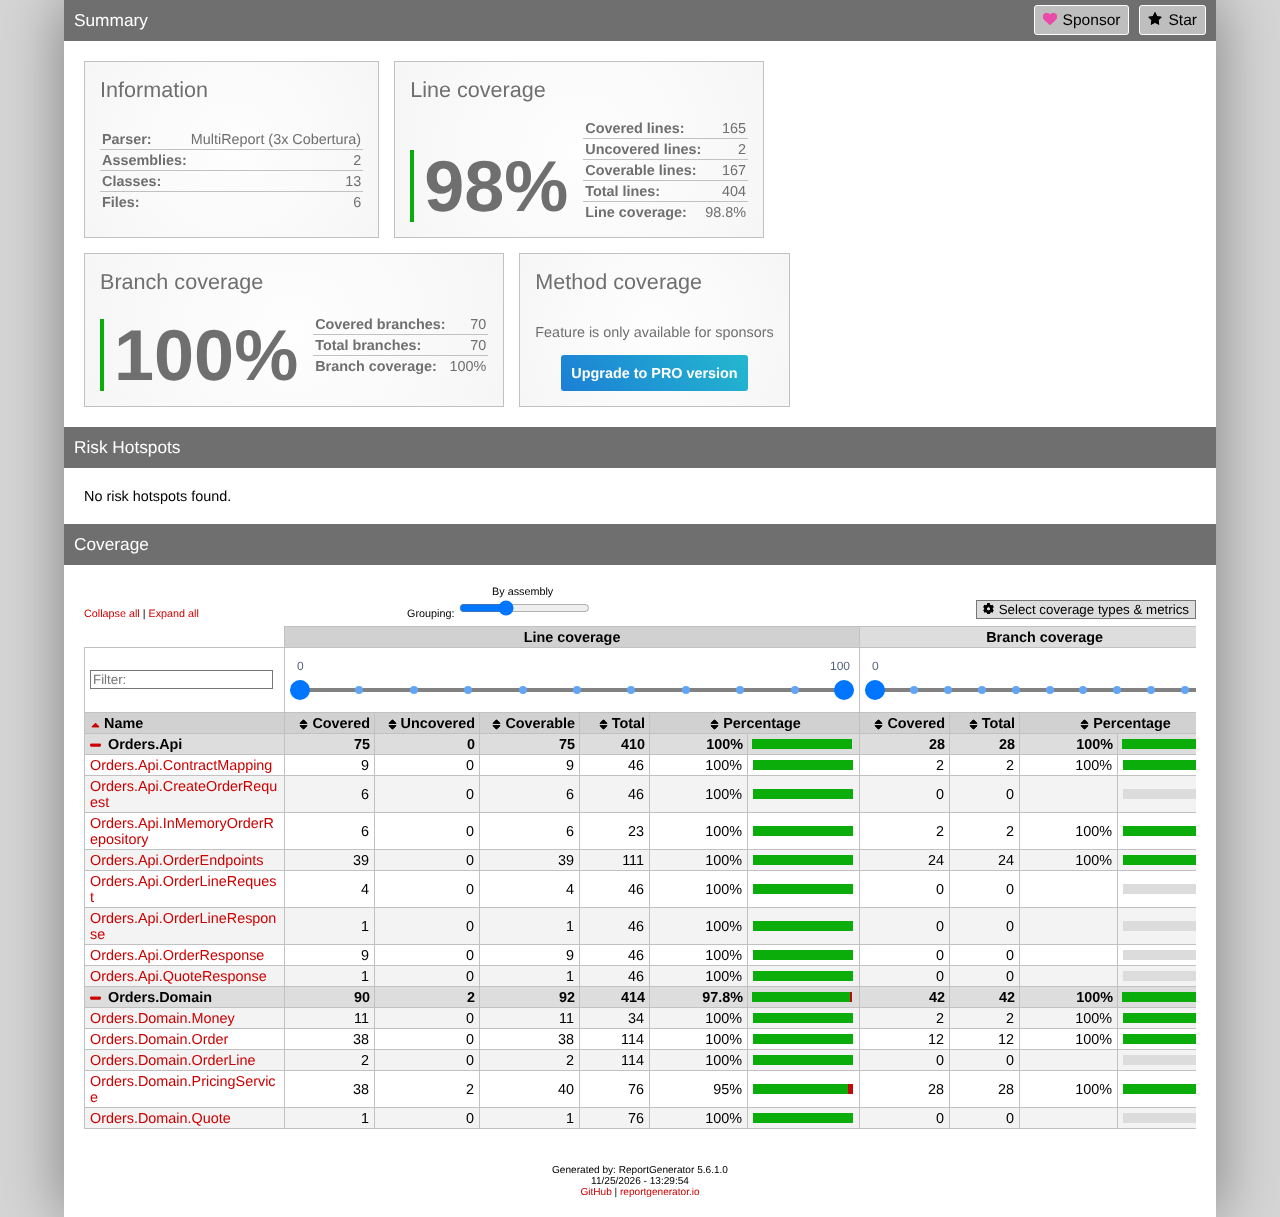 Summary
Sponsor
Star
Information
Parser: MultiReport (3x Cobertura)
Assemblies: 2
Classes: 13
Files: 6
Line coverage
98%
Covered lines: 165
Uncovered lines: 2
Coverable lines: 167
Total lines: 404
Line coverage: 98.8%
Branch coverage
100%
Covered branches: 70
Total branches: 70
Branch coverage: 100%
Method coverage
Feature is only available for sponsors
Upgrade to PRO version
Risk Hotspots
No risk hotspots found.
Coverage
Collapse all | Expand all
By assembly
Grouping:
Select coverage types & metrics
Line coverage Branch coverage
Filter:
0 100 0
Name Covered Uncovered Coverable Total Percentage Covered Total Percentage
Orders.Api 75 0 75 410 100% 28 28 100%
Orders.Api.ContractMapping 9 0 9 46 100% 2 2 100%
Orders.Api.CreateOrderRequ
est 6 0 6 46 100% 0 0
Orders.Api.InMemoryOrderR
epository 6 0 6 23 100% 2 2 100%
Orders.Api.OrderEndpoints 39 0 39 111 100% 24 24 100%
Orders.Api.OrderLineReques
t 4 0 4 46 100% 0 0
Orders.Api.OrderLineRespon
se 1 0 1 46 100% 0 0
Orders.Api.OrderResponse 9 0 9 46 100% 0 0
Orders.Api.QuoteResponse 1 0 1 46 100% 0 0
Orders.Domain 90 2 92 414 97.8% 42 42 100%
Orders.Domain.Money 11 0 11 34 100% 2 2 100%
Orders.Domain.Order 38 0 38 114 100% 12 12 100%
Orders.Domain.OrderLine 2 0 2 114 100% 0 0
Orders.Domain.PricingServic
e 38 2 40 76 95% 28 28 100%
Orders.Domain.Quote 1 0 1 76 100% 0 0
Generated by: ReportGenerator 5.6.1.0
11/25/2026 - 13:29:54
GitHub | reportgenerator.io